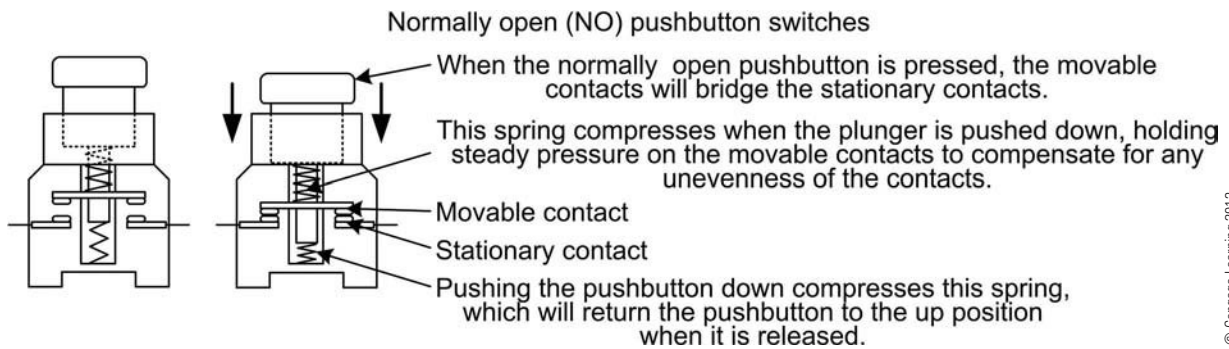 Normally open (NO) pushbutton switches
When the normally open pushbutton is pressed, the movable
contacts will bridge the stationary contacts.
This spring compresses when the plunger is pushed down, holding
steady pressure on the movable contacts to compensate for any
unevenness of the contacts.
Movable contact
Stationary contact
Pushing the pushbutton down compresses this spring,
which will return the pushbutton to the up position
when it is released.
© Cengage Learning 2012